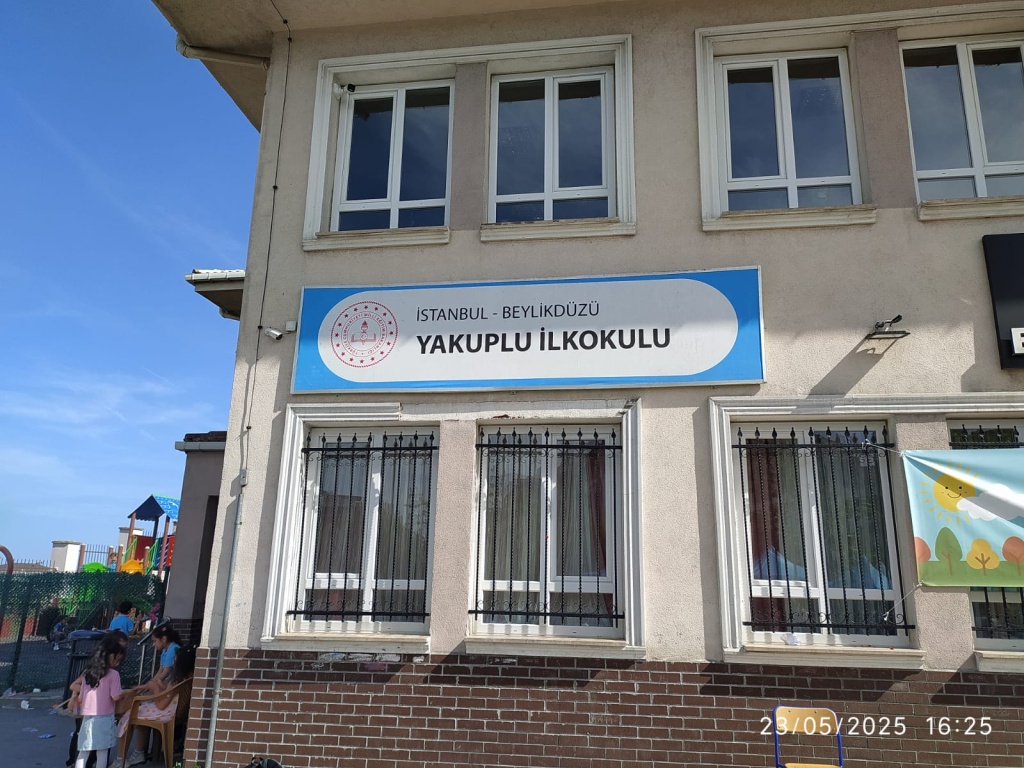 İSTANBUL - BEYLİKDÜZÜ
YAKUPLU İLKOKULU
23/05/2025 16:25